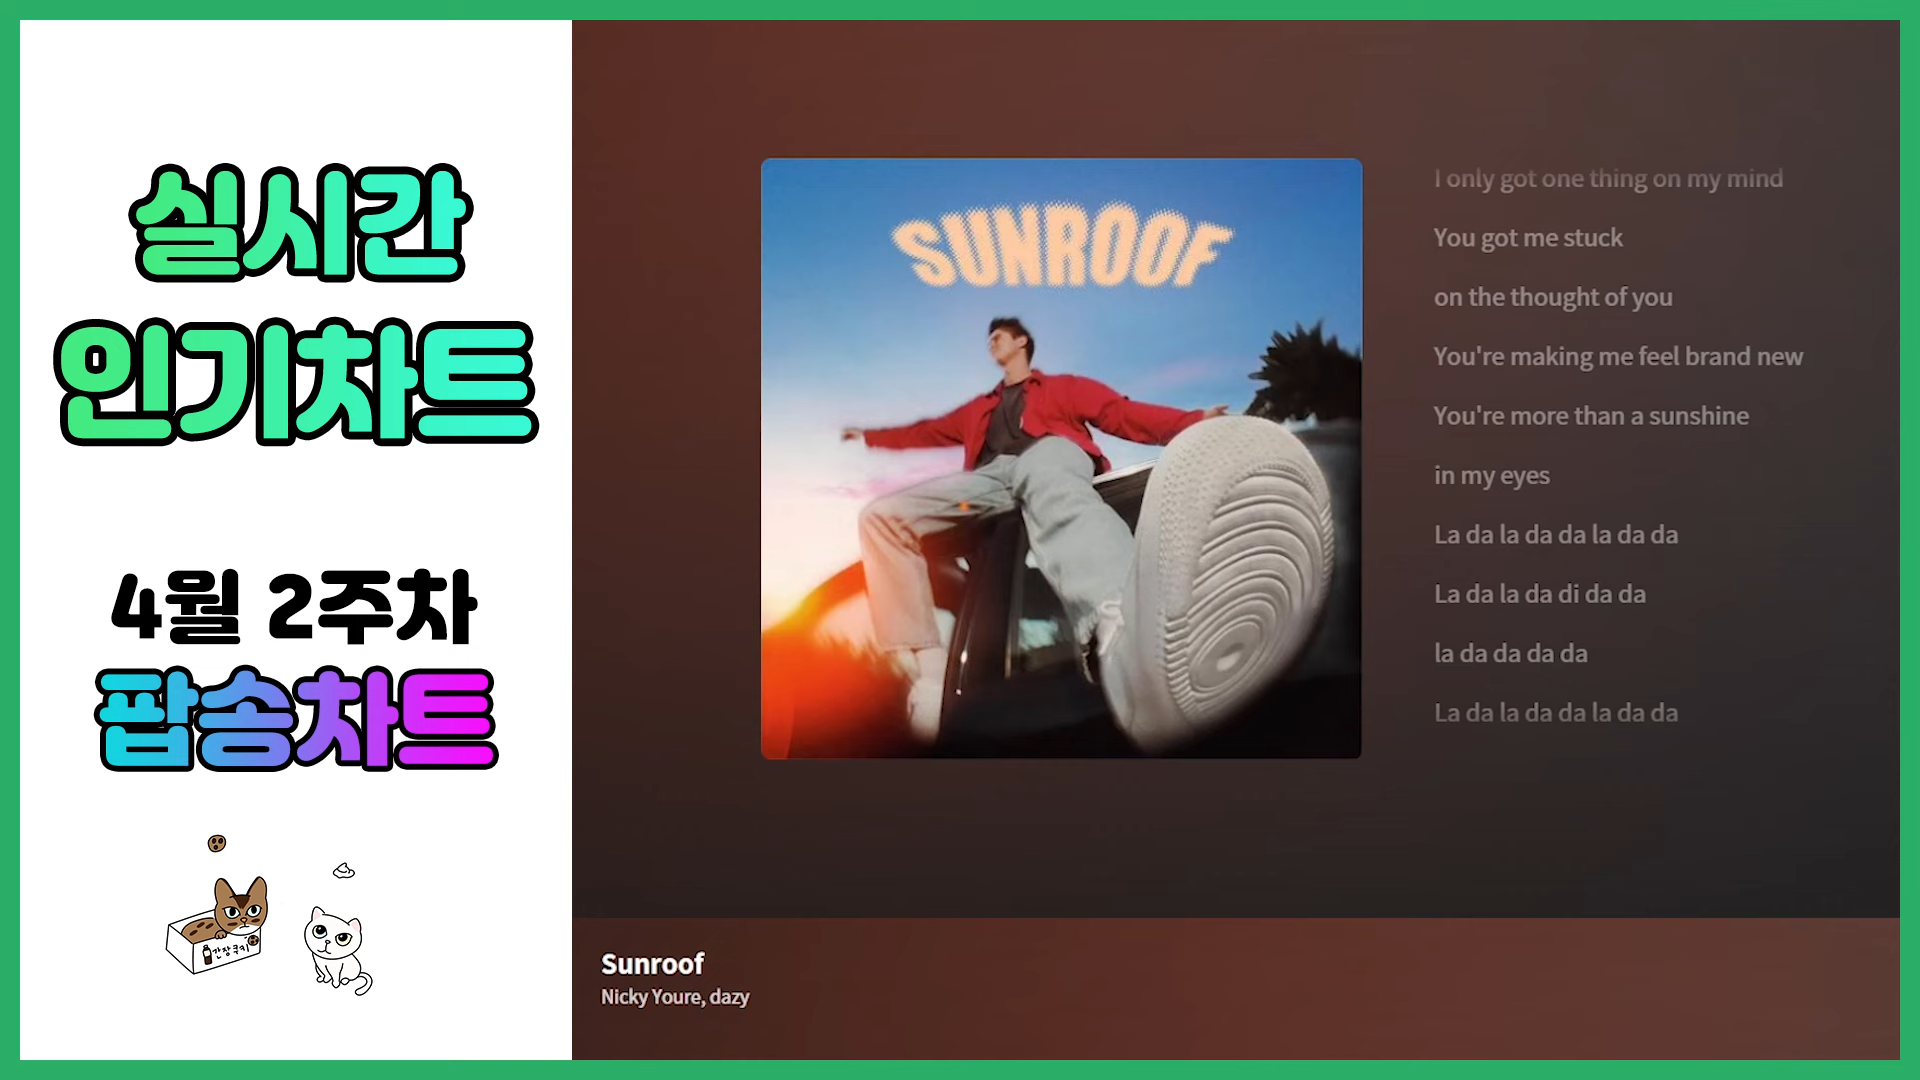 실시간
인기차트
4월 2주차
팝송차트
간장쿠키
SUNROOF
I only got one thing on my mind
You got me stuck
on the thought of you
You're making me feel brand new
You're more than a sunshine
in my eyes
La da la da da la da da
La da la da di da da
la da da da da
La da la da da la da da
Sunroof
Nicky Youre, dazy